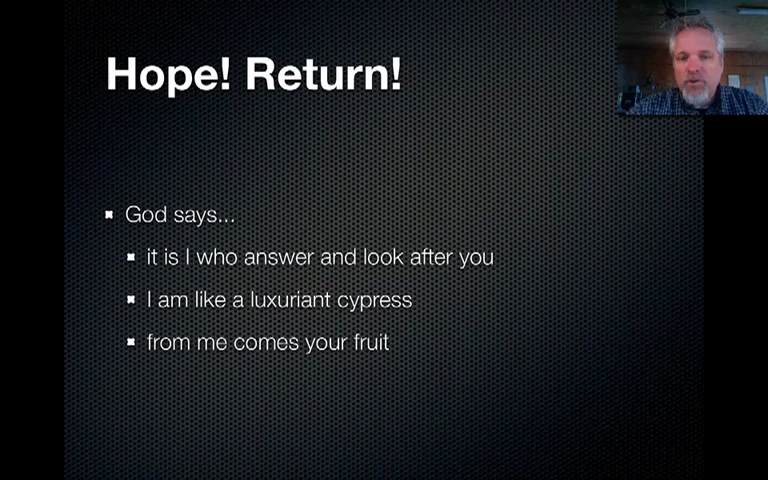 Hope! Return!
God says...
it is I who answer and look after you
I am like a luxuriant cypress
from me comes your fruit